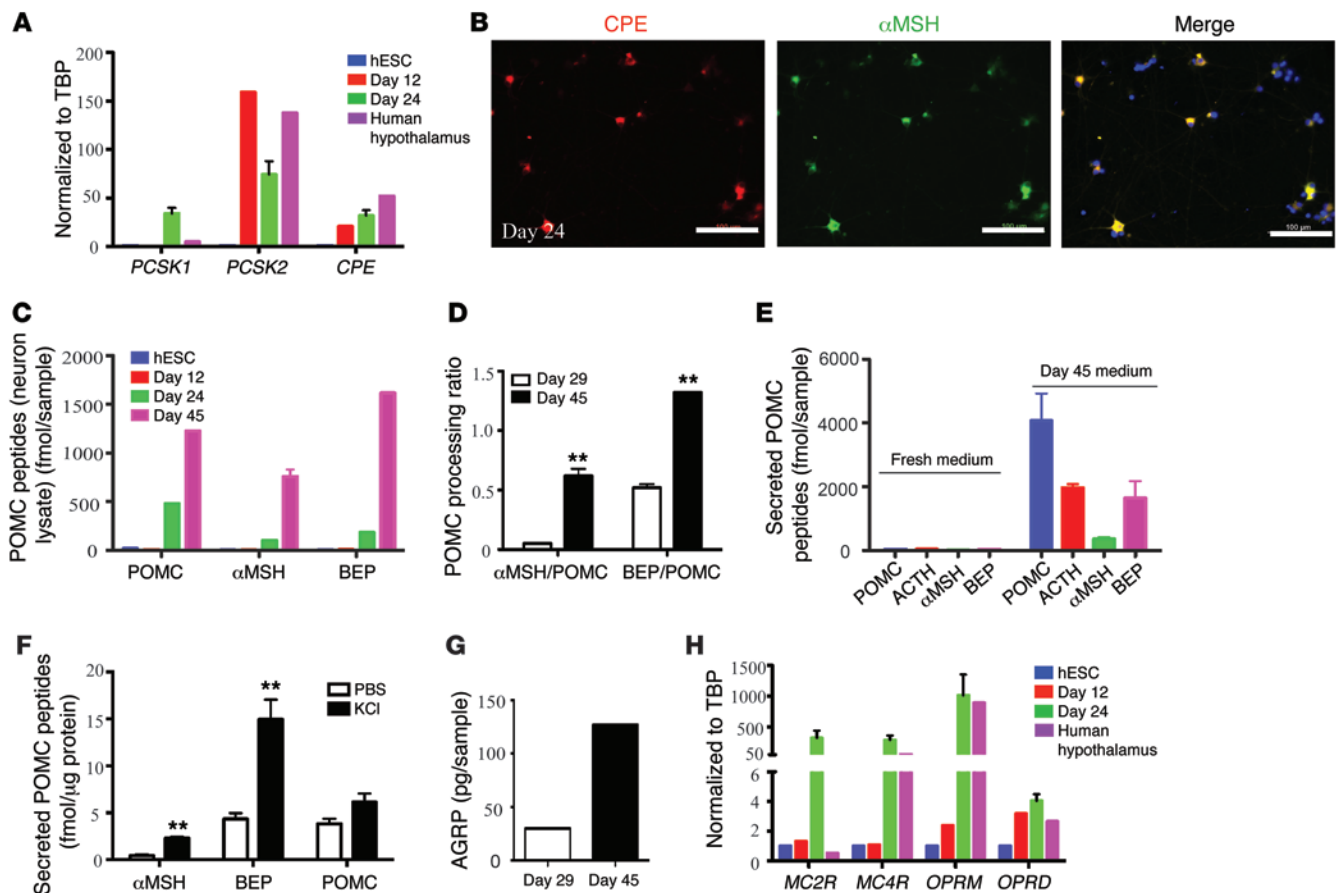 A
Normalized to TBP
200
150
100
50
0
hESC
Day 12
Day 24
Human
hypothalamus
PCSK1 PCSK2 CPE
B
CPE αMSH Merge
Day 24
100 µm
100 µm
100 µm
C
POMC peptides (neuron
lysate) (fmol/sample)
2000
1500
1000
500
0
hESC
Day 12
Day 24
Day 45
POMC αMSH BEP
D
POMC processing ratio
1.5
1.0
0.5
0
Day 29
Day 45
**
**
αMSH/POMC BEP/POMC
E
Secreted POMC
peptides (fmol/sample)
6000
4000
2000
0
Fresh medium
Day 45 medium
POMC ACTH αMSH BEP POMC ACTH αMSH BEP
F
Secreted POMC peptides
(fmol/µg protein)
20
15
10
5
0
PBS
KCl
**
**
αMSH BEP POMC
G
AGRP (pg/sample)
150
100
50
0
Day 29 Day 45
H
Normalized to TBP
1500
1000
500
50
6
4
2
0
hESC
Day 12
Day 24
Human
hypothalamus
MC2R MC4R OPRM OPRD